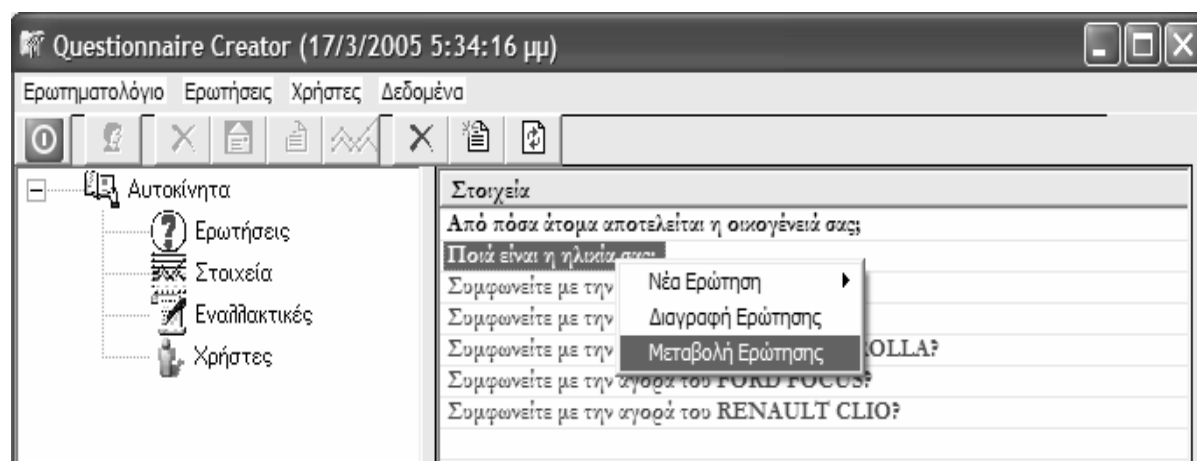 Questionnaire Creator (17/3/2005 5:34:16 μμ)
Ερωτηματολόγιο Ερωτήσεις Χρήστες Δεδομένα
Αυτοκίνητα
Ερωτήσεις
Στοιχεία
Εναλλακτικές
Χρήστες
Στοιχεία
Από πόσα άτομα αποτελείται η οικογένειά σας;
Ποιά είναι η ηλικία
Συμφωνείτε με την
Συμφωνείτε με την
Συμφωνείτε με την ROLLA?
Συμφωνείτε με την αγορά του FORD FOCUS?
Συμφωνείτε με την αγορά του RENAULT CLIO?
Νέα Ερώτηση
Διαγραφή Ερώτησης
Μεταβολή Ερώτησης